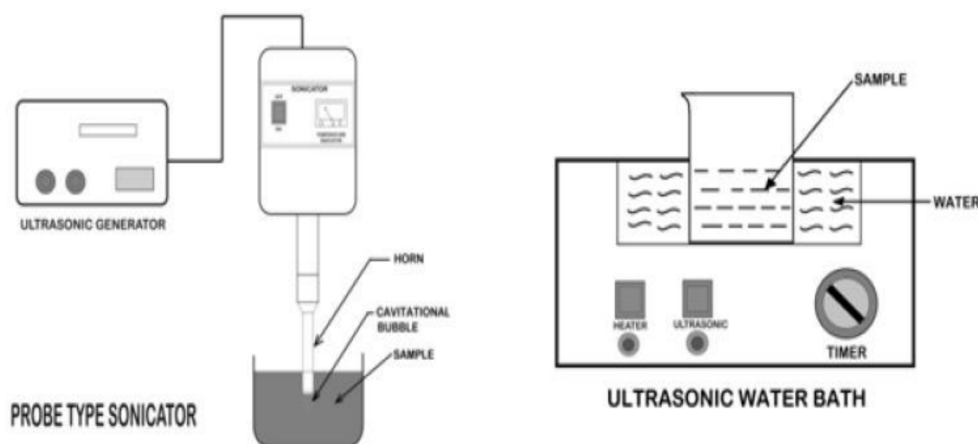 SONICATOR
ULTRASONIC GENERATOR
HORN
CAVITATIONAL
BUBBLE
SAMPLE
PROBE TYPE SONICATOR
SAMPLE
WATER
HEATER
ULTRASONIC
TIMER
ULTRASONIC WATER BATH